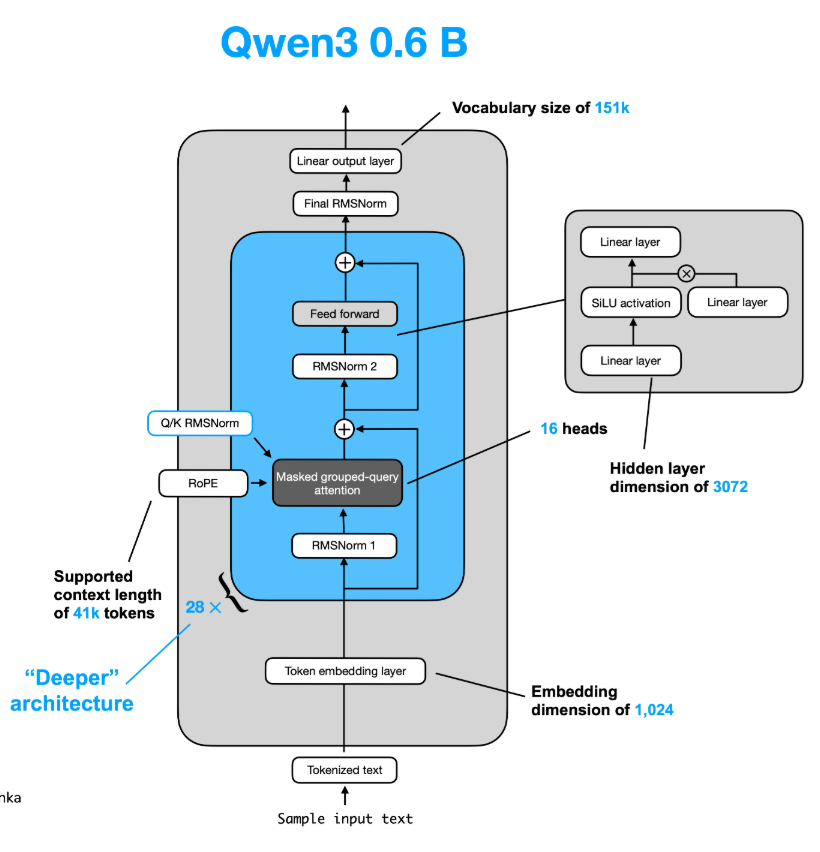 Qwen3 0.6 B
Vocabulary size of 151k
Linear output layer
Final RMSNorm
Feed forward
RMSNorm 2
Q/K RMSNorm
Masked grouped-query
attention
RoPE
RMSNorm 1
16 heads
Linear layer
SiLU activation
Linear layer
Linear layer
Hidden layer
dimension of 3072
Supported
context length
of 41k tokens
28 ×
“Deeper”
architecture
Token embedding layer
Embedding
dimension of 1,024
Tokenized text
Sample input text
hka